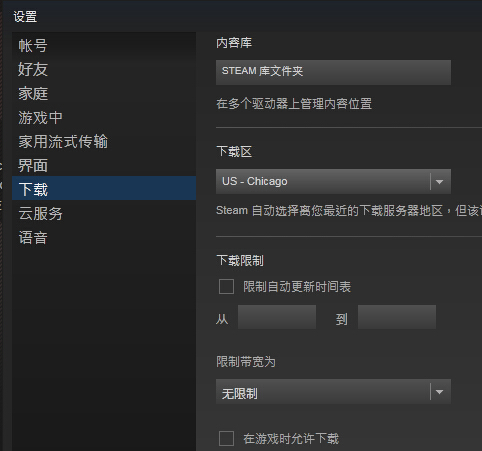 设置
帐号
好友
家庭
游戏中
家用流式传输
界面
下载
云服务
语音
内容库
STEAM 库文件夹
在多个驱动器上管理内容位置
下载区
US - Chicago
Steam 自动选择离您最近的下载服务器地区，但该
下载限制
限制自动更新时间表
从 到
限制带宽为
无限制
在游戏时允许下载